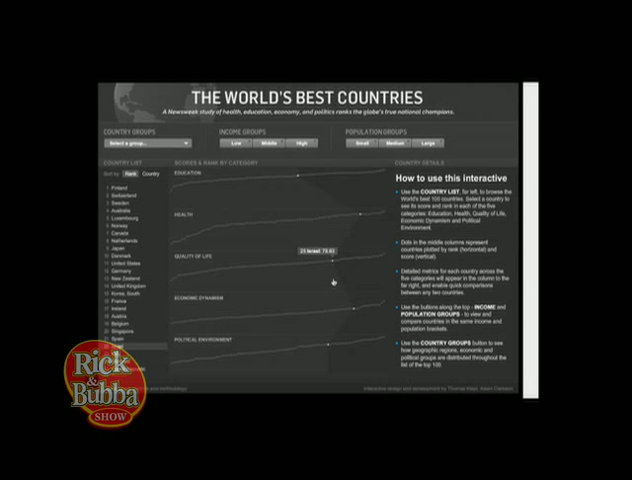 THE WORLD'S BEST COUNTRIES
A Newsweek study of health, education, economy, and politics ranks the globe's true national champions.
COUNTRY GROUPS
INCOME GROUPS
POPULATION GROUPS
Select a group...
Low Middle High
Small Medium Large
COUNTRY LIST
SCORES & RANK BY CATEGORY
COUNTRY DETAILS
Sort by: Rank Country
1 Finland
2 Switzerland
3 Sweden
4 Australia
5 Luxembourg
6 Norway
7 Canada
8 Netherlands
9 Japan
10 Denmark
11 United States
12 Germany
13 New Zealand
14 United Kingdom
15 Korea, South
16 France
17 Ireland
18 Austria
19 Belgium
20 Singapore
Spain
EDUCATION
HEALTH
QUALITY OF LIFE
ECONOMIC DYNAMISM
POLITICAL ENVIRONMENT
How to use this interactive
Use the COUNTRY LIST, far left, to browse the
World's best 100 countries. Select a country to
see its score and rank in each of the five
categories: Education, Health, Quality of Life,
Economic Dynamism and Political
Environment.
Dots in the middle columns represent
countries plotted by rank (horizontal) and
score (vertical).
Detailed metrics for each country across the
five categories will appear in the column to the
far right, and enable quick comparisons
between any two countries.
Use the buttons along the top - INCOME and
POPULATION GROUPS - to view and
compare countries in the same income and
population brackets.
Use the COUNTRY GROUPS button to see
how geographic regions, economic and
political groups are distributed throughout
the list of the top 100.
Rick
&
Bubba
SHOW
and methodology
Interactive design and development by Thomas